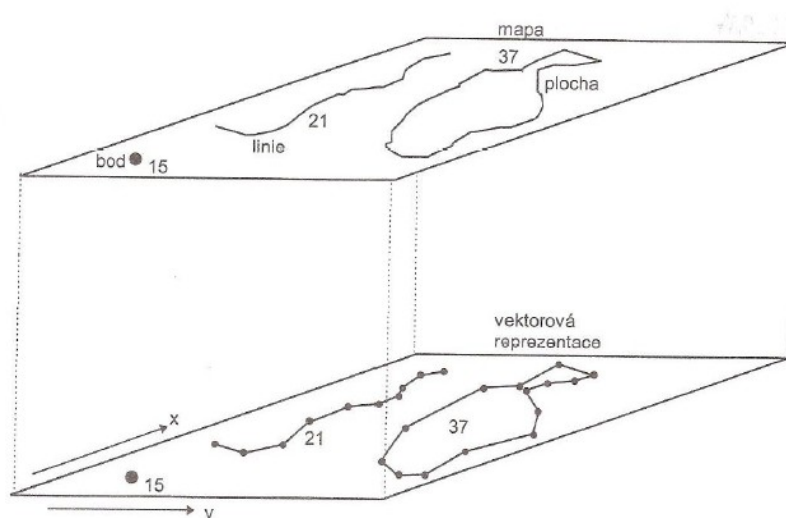 mapa
37
plocha
21
linie
bod
15
vektorová
reprezentace
x
21
37
15
y